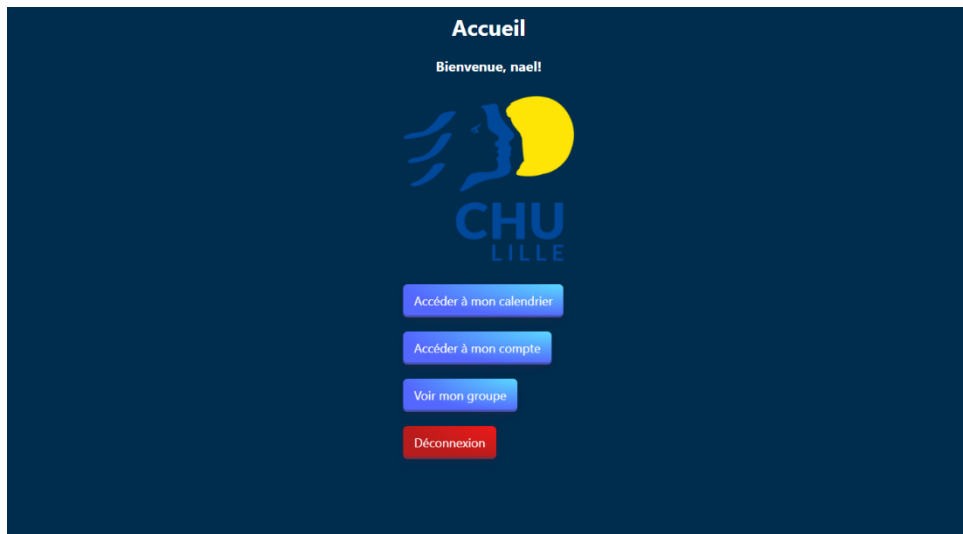 Accueil
Bienvenue, nael!
CHU
LILLE
Accéder à mon calendrier
Accéder à mon compte
Voir mon groupe
Déconnexion